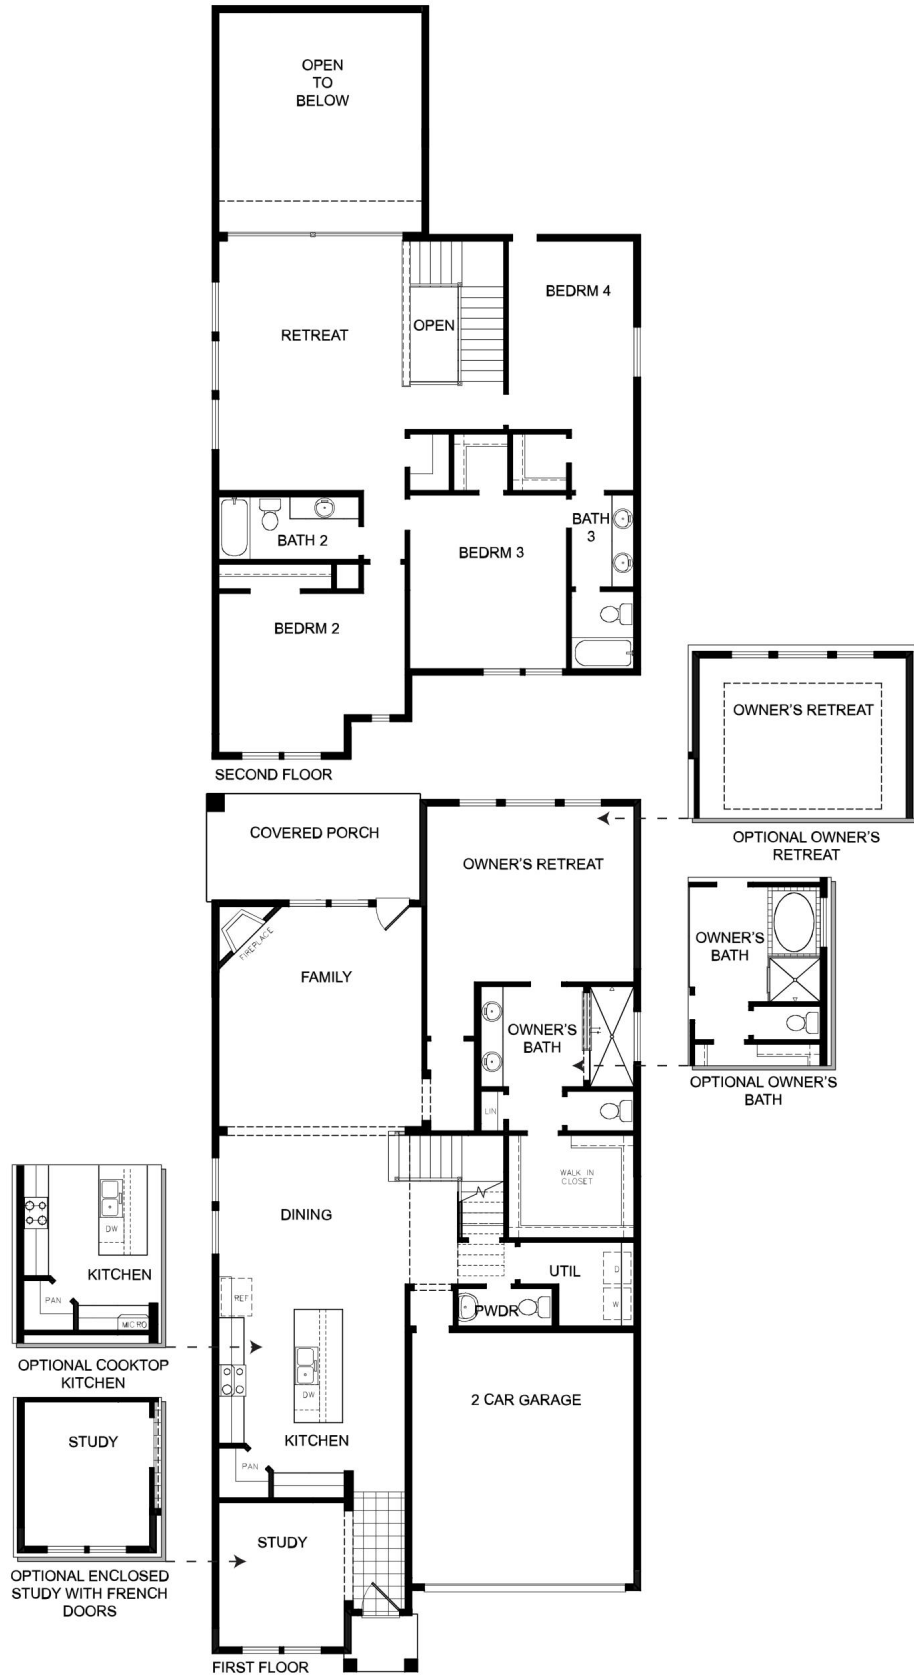 OPEN
TO
BELOW
BEDRM 4
OPEN
RETREAT
BATH
3
BATH 2
BEDRM 3
BEDRM 2
SECOND FLOOR
OWNER'S RETREAT
OPTIONAL OWNER'S
RETREAT
COVERED PORCH
OWNER'S RETREAT
FIREPLACE
FAMILY
OWNER'S
BATH
OWNER'S
BATH
OPTIONAL OWNER'S
BATH
LIN
WALK IN
CLOSET
DINING
UTIL
D
W
PWDR
REF
DW
KITCHEN
PAN
2 CAR GARAGE
DW
KITCHEN
PAN
MICRO
OPTIONAL COOKTOP
KITCHEN
STUDY
OPTIONAL ENCLOSED
STUDY WITH FRENCH
DOORS
STUDY
FIRST FLOOR